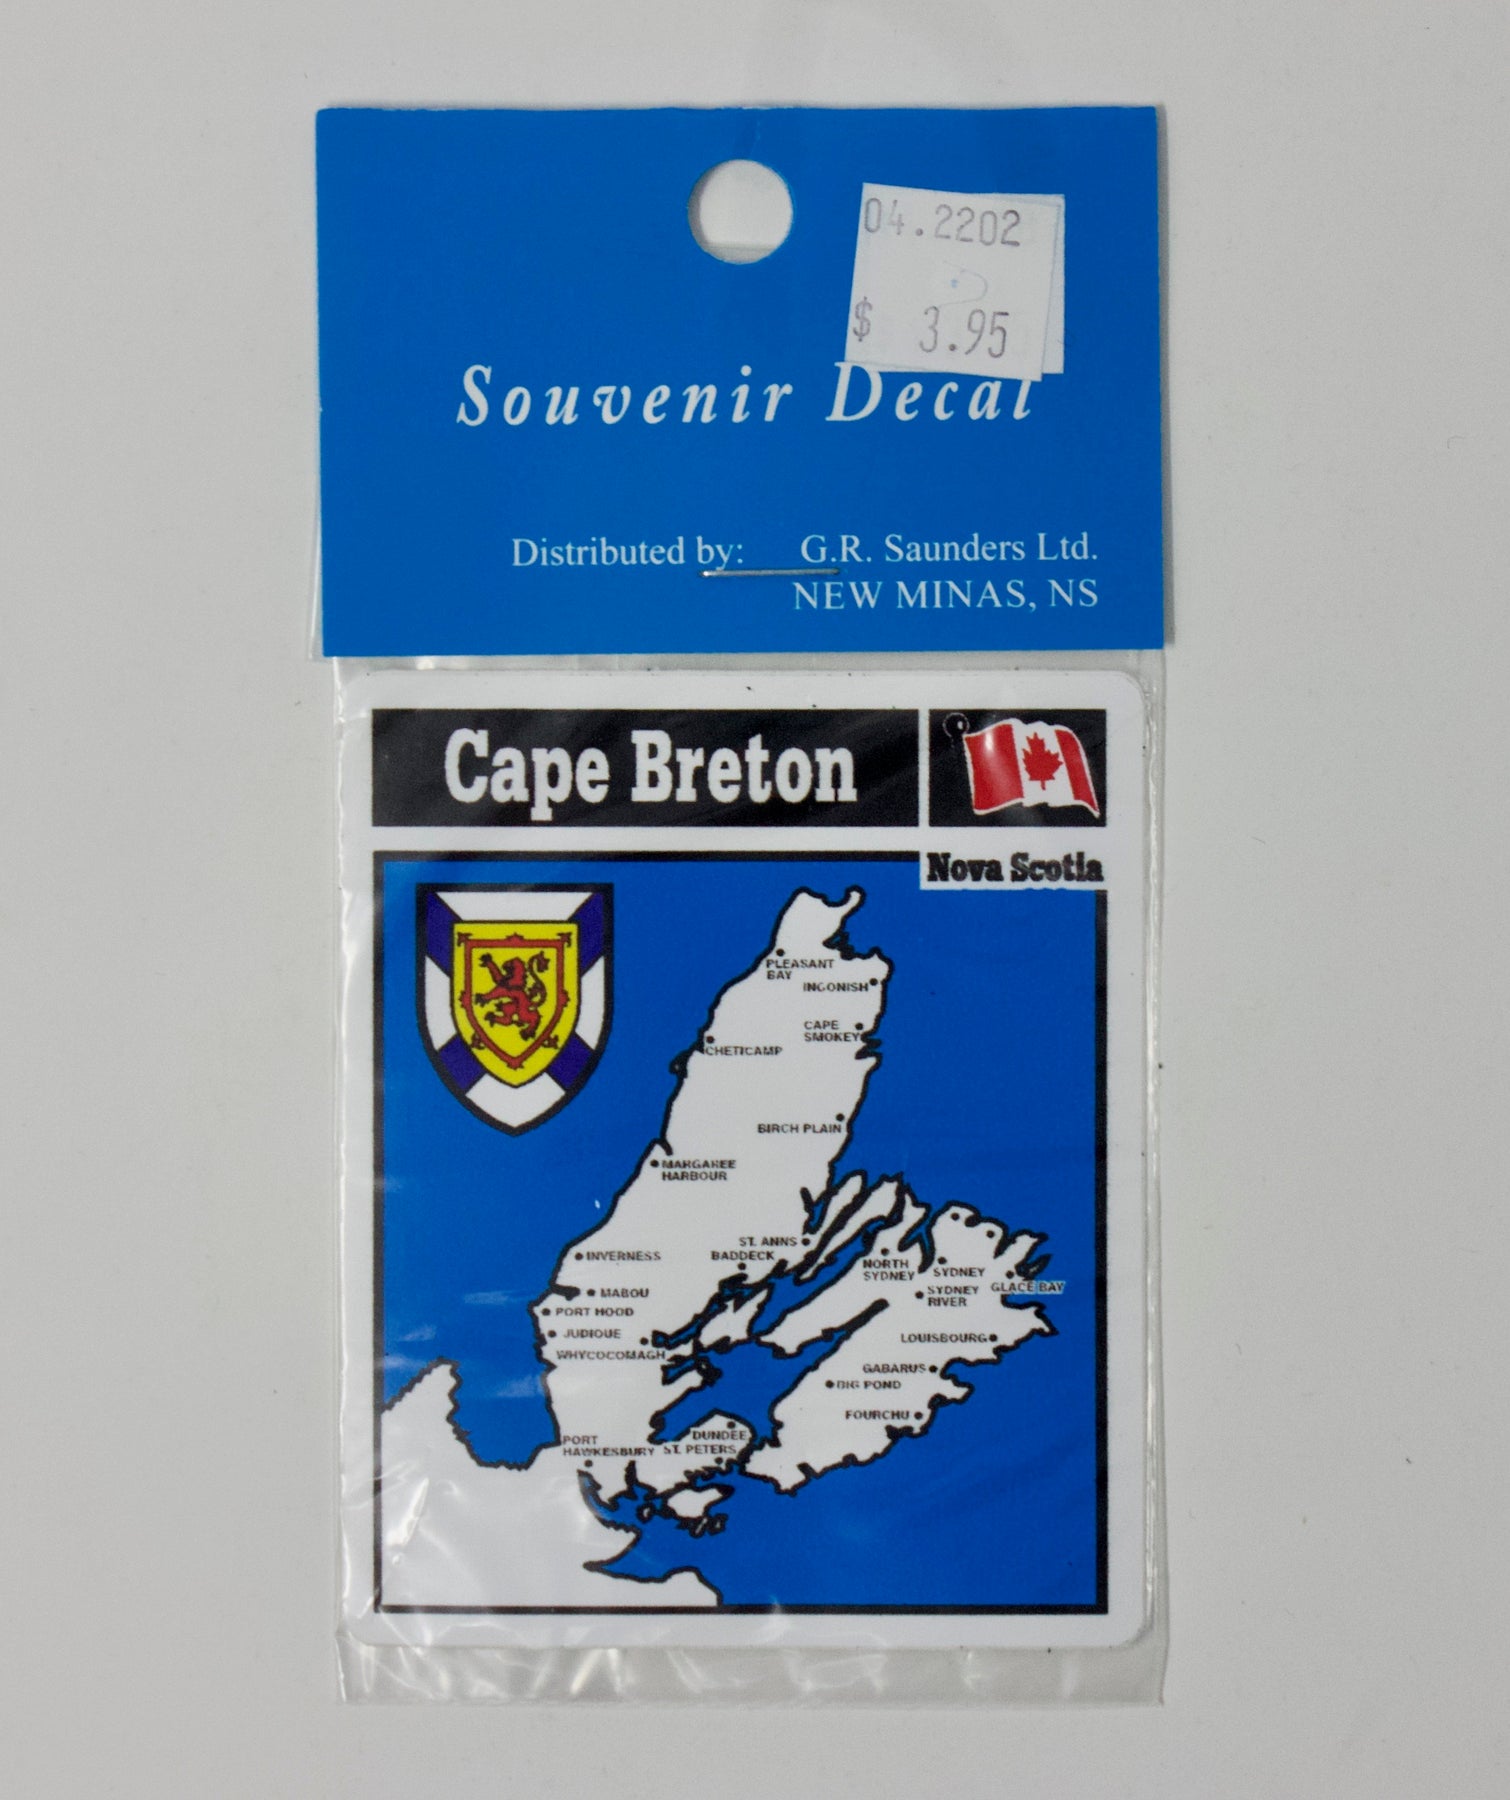 04.2202
$ 3.95
Souvenir Decal
Distributed by: G.R. Saunders Ltd.
NEW MINAS, NS
Cape Breton
Nova Scotia
PLEASANT
BAY
INGONISH
CAPE
SMOKEY
CHETICAMP
BIRCH PLAIN
MARGAREE
HARBOUR
ST. ANNS
BADDECK
INVERNESS
NORTH
SYDNEY
SYDNEY
GLACE BAY
SYDNEY
RIVER
MABOU
PORT HOOD
JUDIQUE
LOUISBOURG
WHYCOCOMAGH
GABARUS
BIG POND
FOURCHU
DUNDEE
PORT
HAWKESBURY
ST. PETERS